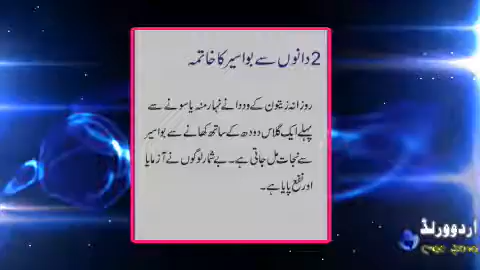 2 دانوں سے بواسیر کا خاتمہ
روزانہ زیتون کے دو دانے نہار منہ یا سونے سے
پہلے ایک گلاس دودھ کے ساتھ کھانے سے بواسیر
سے نجات مل جاتی ہے۔ بے شمار لوگوں نے آزمایا
اور نفع پایا ہے۔
اردو ورلڈ